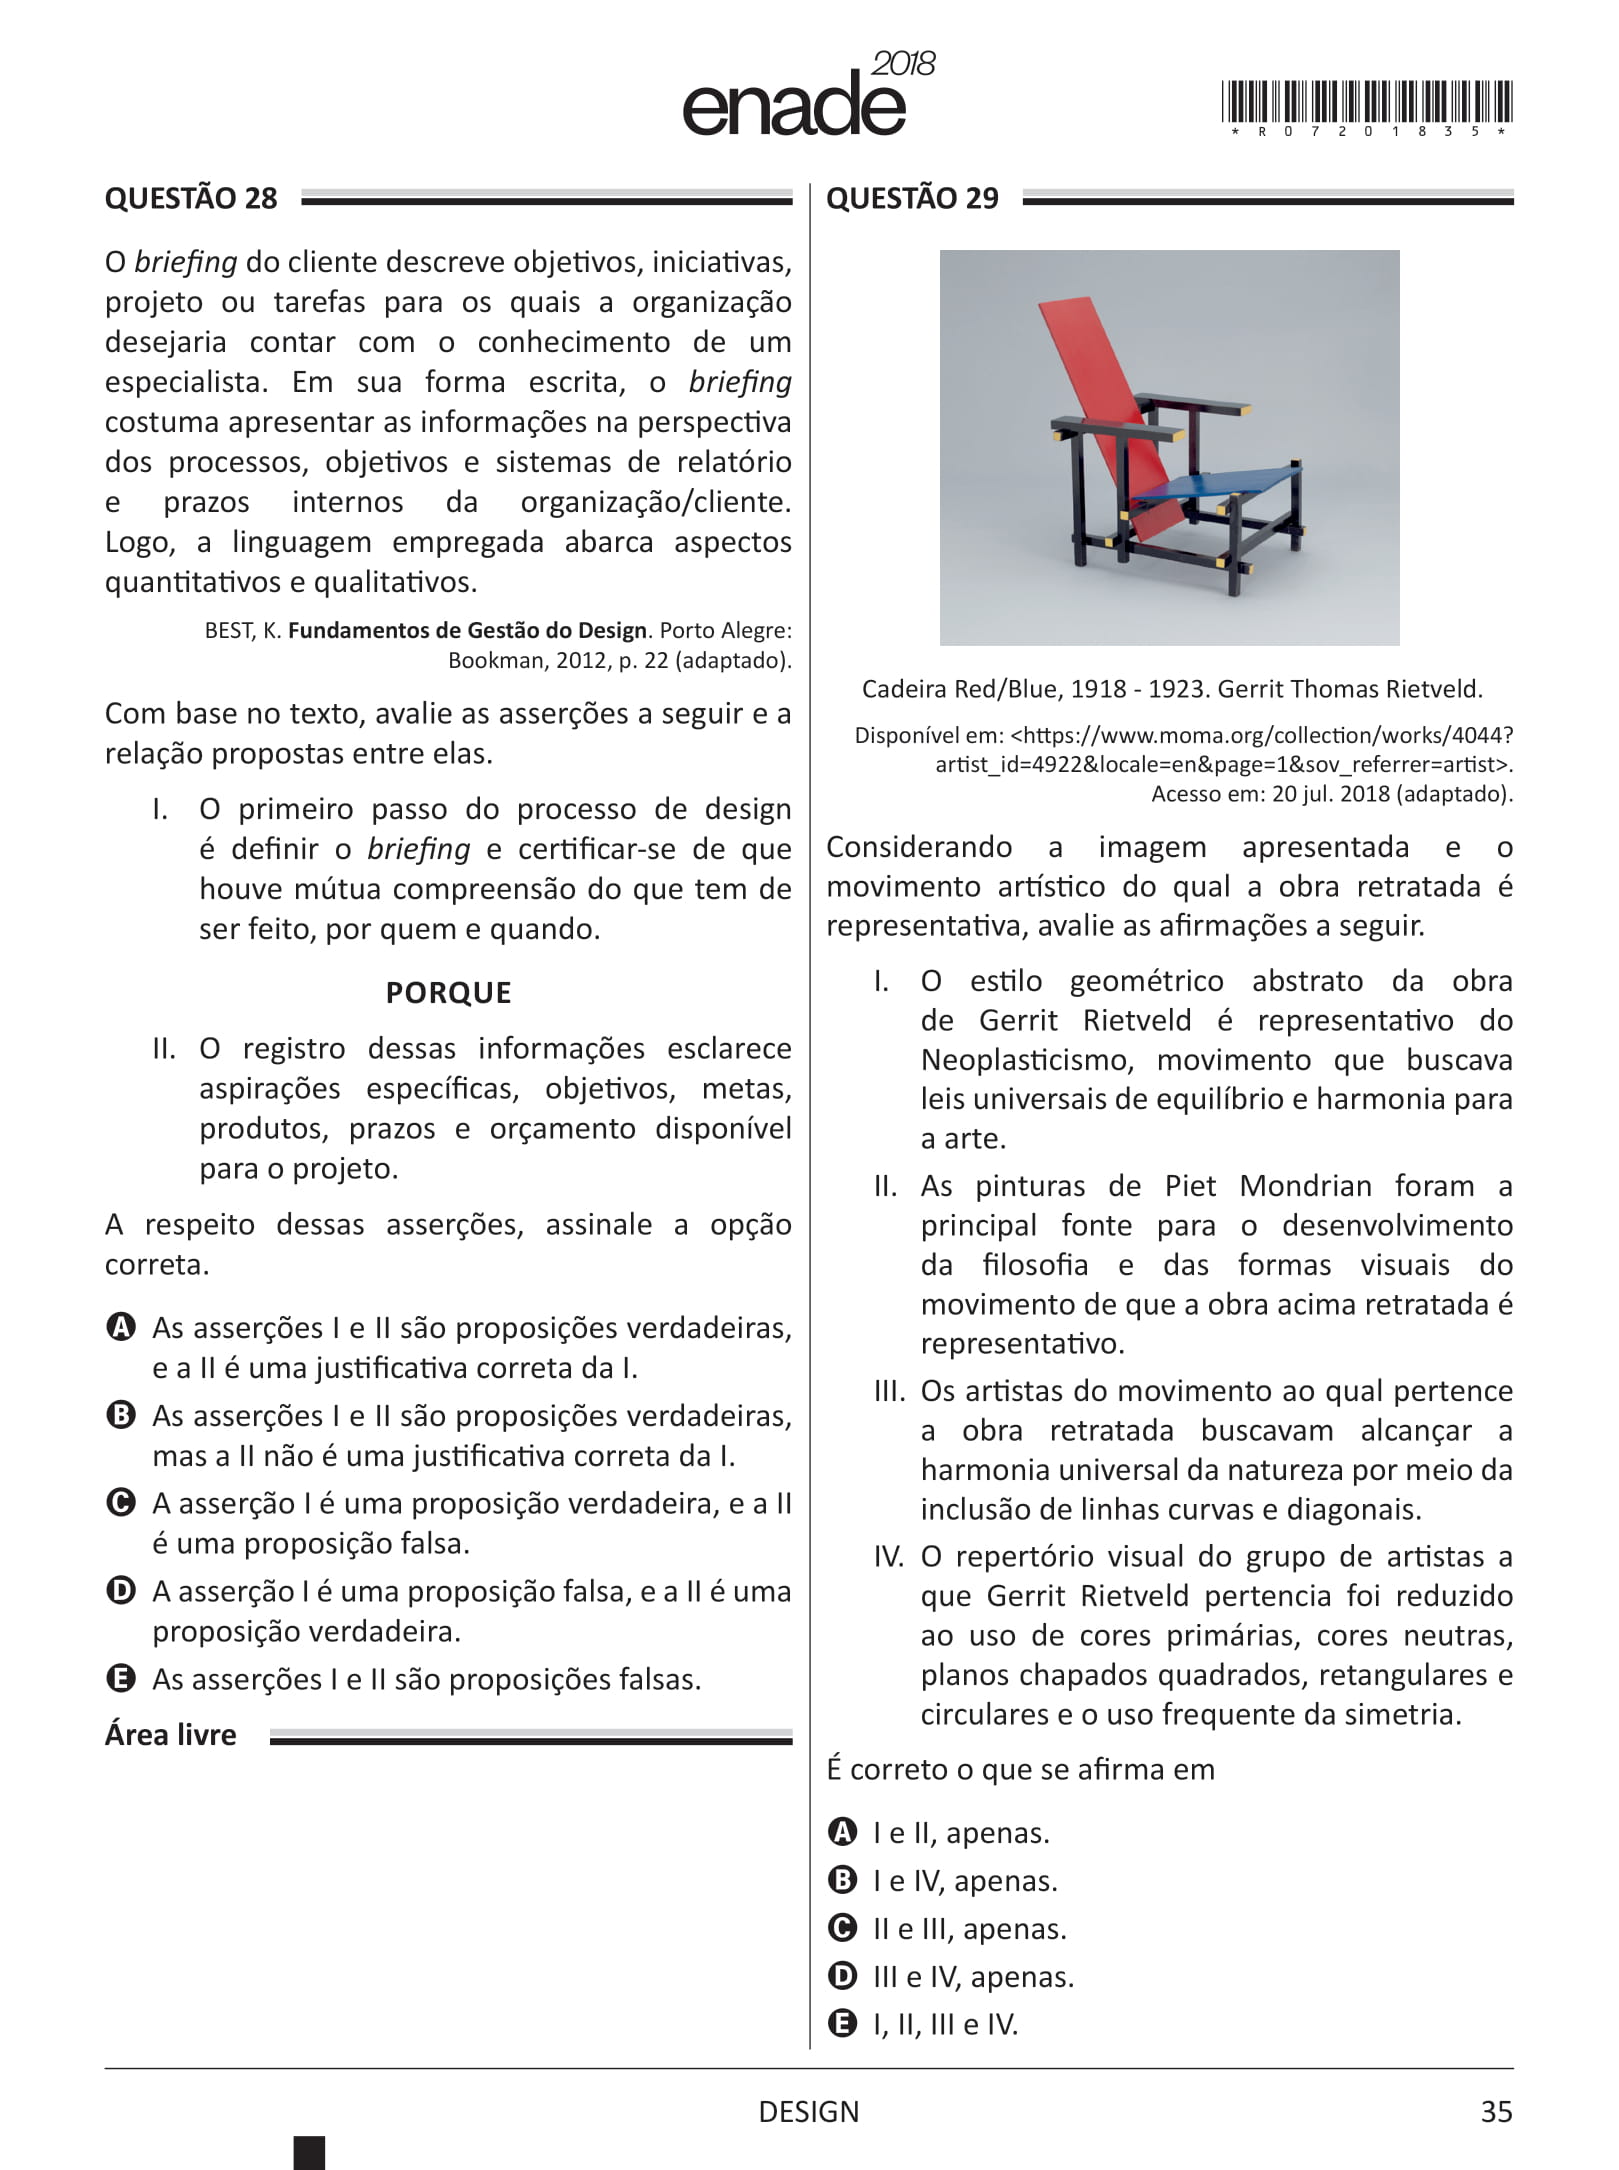 enade 2018
*R07201835*
QUESTÃO 28
O briefing do cliente descreve objetivos, iniciativas,
projeto ou tarefas para os quais a organização
desejaria contar com o conhecimento de um
especialista. Em sua forma escrita, o briefing
costuma apresentar as informações na perspectiva
dos processos, objetivos e sistemas de relatório
e prazos internos da organização/cliente.
Logo, a linguagem empregada abarca aspectos
quantitativos e qualitativos.
BEST, K. Fundamentos de Gestão do Design. Porto Alegre:
Bookman, 2012, p. 22 (adaptado).
Com base no texto, avalie as asserções a seguir e a
relação propostas entre elas.
I. O primeiro passo do processo de design
é definir o briefing e certificar-se de que
houve mútua compreensão do que tem de
ser feito, por quem e quando.
PORQUE
II. O registro dessas informações esclarece
aspirações específicas, objetivos, metas,
produtos, prazos e orçamento disponível
para o projeto.
A respeito dessas asserções, assinale a opção
correta.
A As asserções I e II são proposições verdadeiras,
e a II é uma justificativa correta da I.
B As asserções I e II são proposições verdadeiras,
mas a II não é uma justificativa correta da I.
C A asserção I é uma proposição verdadeira, e a II
é uma proposição falsa.
D A asserção I é uma proposição falsa, e a II é uma
proposição verdadeira.
E As asserções I e II são proposições falsas.
Área livre
QUESTÃO 29
Cadeira Red/Blue, 1918 - 1923. Gerrit Thomas Rietveld.
Disponível em: <https://www.moma.org/collection/works/4044?
artist_id=4922&locale=en&page=1&sov_referrer=artist>.
Acesso em: 20 jul. 2018 (adaptado).
Considerando a imagem apresentada e o
movimento artístico do qual a obra retratada é
representativa, avalie as afirmações a seguir.
I. O estilo geométrico abstrato da obra
de Gerrit Rietveld é representativo do
Neoplasticismo, movimento que buscava
leis universais de equilíbrio e harmonia para
a arte.
II. As pinturas de Piet Mondrian foram a
principal fonte para o desenvolvimento
da filosofia e das formas visuais do
movimento de que a obra acima retratada é
representativo.
III. Os artistas do movimento ao qual pertence
a obra retratada buscavam alcançar a
harmonia universal da natureza por meio da
inclusão de linhas curvas e diagonais.
IV. O repertório visual do grupo de artistas a
que Gerrit Rietveld pertencia foi reduzido
ao uso de cores primárias, cores neutras,
planos chapados quadrados, retangulares e
circulares e o uso frequente da simetria.
É correto o que se afirma em
A I e II, apenas.
B I e IV, apenas.
C II e III, apenas.
D III e IV, apenas.
E I, II, III e IV.
DESIGN
35